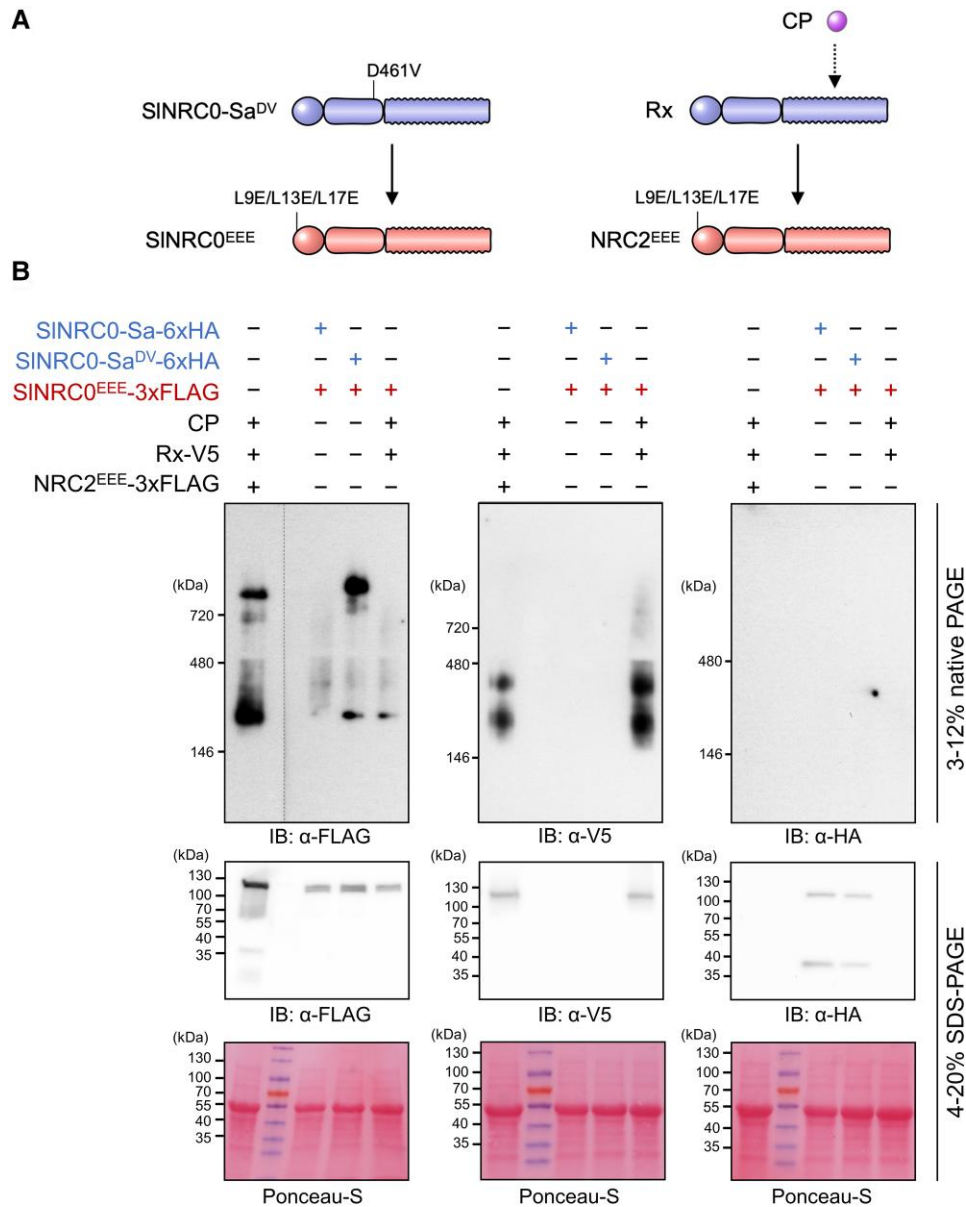 A
CP
D461V
SlNRC0-Saᴰⱽ
Rx
L9E/L13E/L17E
L9E/L13E/L17E
SlNRC0ᴱᴱᴱ
NRC2ᴱᴱᴱ
B
SlNRC0-Sa-6xHA – + – – – + – – – + – –
SlNRC0-Saᴰⱽ-6xHA – – + – – – + – – – + –
SlNRC0ᴱᴱᴱ-3xFLAG – + + + – + + + – + + +
CP + – – + + – – + + – – +
Rx-V5 + – – + + – – + + – – +
NRC2ᴱᴱᴱ-3xFLAG + – – – + – – – + – – –
(kDa) (kDa) (kDa)
720 720
480 480 480
146 146 146
3-12% native PAGE
IB: α-FLAG IB: α-V5 IB: α-HA
(kDa) (kDa) (kDa)
130 130 130
100 100 100
70 70 70
55 55 55
40 40 40
35 35 35
IB: α-FLAG IB: α-V5 IB: α-HA
4-20% SDS-PAGE
(kDa) (kDa) (kDa)
130 130 130
100 100 100
70 70 70
55 55 55
40 40 40
35 35 35
Ponceau-S Ponceau-S Ponceau-S